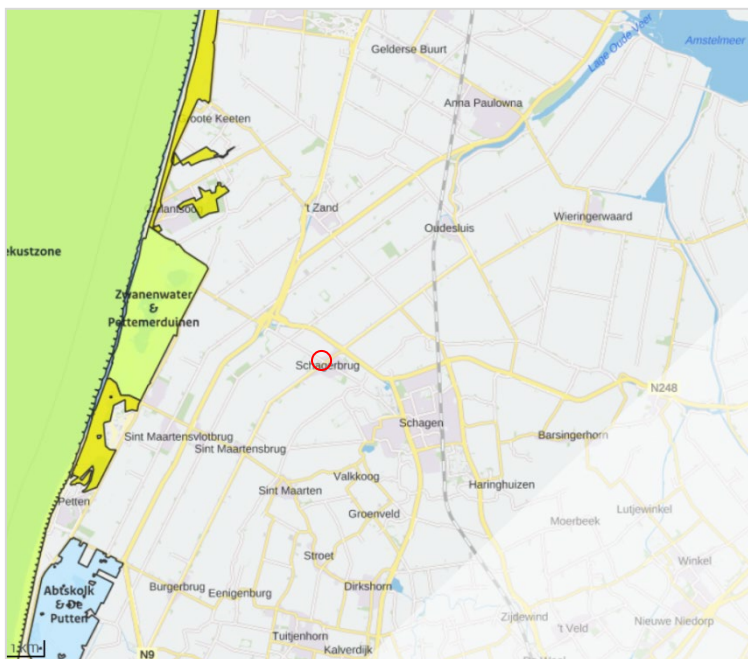 Gelderse Buurt
Lage Oude Veer
Amstelmeer
Anna Paulowna
oote Keeten
't Zand
Wieringerwaard
Oudesluis
ekustzone
Zwanenwater
&
Pettemerduinen
Schagerbrug
N248
Schagen
Sint Maartensvlotbrug
Barsingerhorn
Sint Maartensbrug
Valkkoog
Haringhuizen
Sint Maarten
Petten
Groenveld
Lutjewinkel
Moerbeek
Stroet
Winkel
Burgerbrug
Eenigenburg
Dirkshorn
Abtskolk
& De
Putten
Zijdewind
't Veld
Nieuwe Niedorp
Tuitjenhorn
Kalverdijk
N9